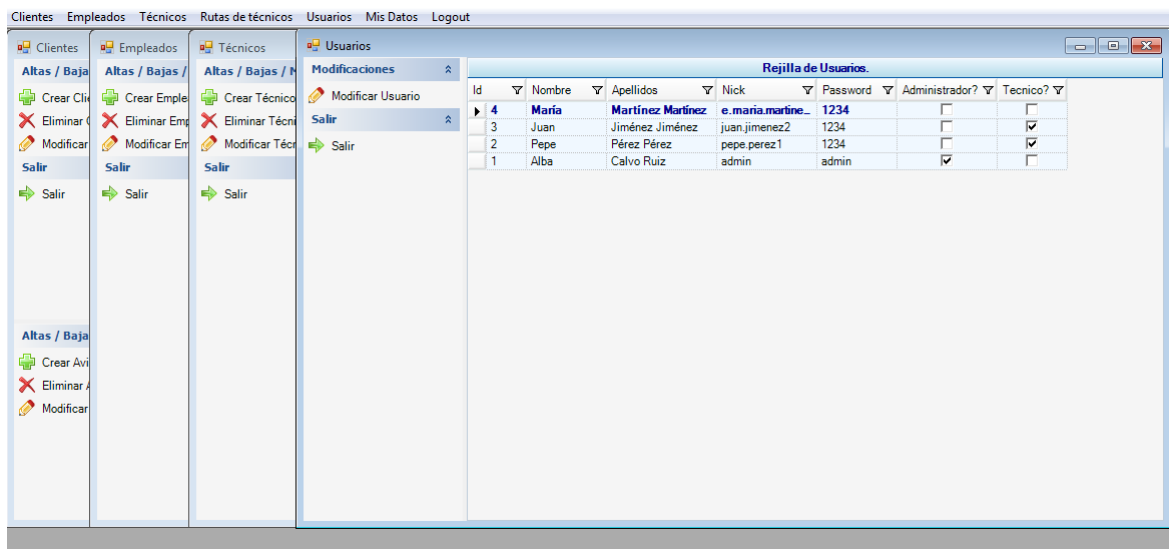 Clientes Empleados Técnicos Rutas de técnicos Usuarios Mis Datos Logout
Clientes
Altas / Baja
Crear Clie
Eliminar
Modificar
Salir
Salir
Altas / Baja
Crear Avi
Eliminar
Modificar
Empleados
Altas / Bajas /
Crear Emple
Eliminar Emp
Modificar Em
Salir
Salir
Técnicos
Altas / Bajas / M
Crear Técnico
Eliminar Técni
Modificar Técn
Salir
Salir
Usuarios
Modificaciones
Modificar Usuario
Salir
Salir
Rejilla de Usuarios.
Id Nombre Apellidos Nick Password Administrador? Tecnico?
4 María Martínez Martínez e.maria.martine... 1234
3 Juan Jiménez Jiménez juan.jimenez2 1234
2 Pepe Pérez Pérez pepe.perez1 1234
1 Alba Calvo Ruiz admin admin